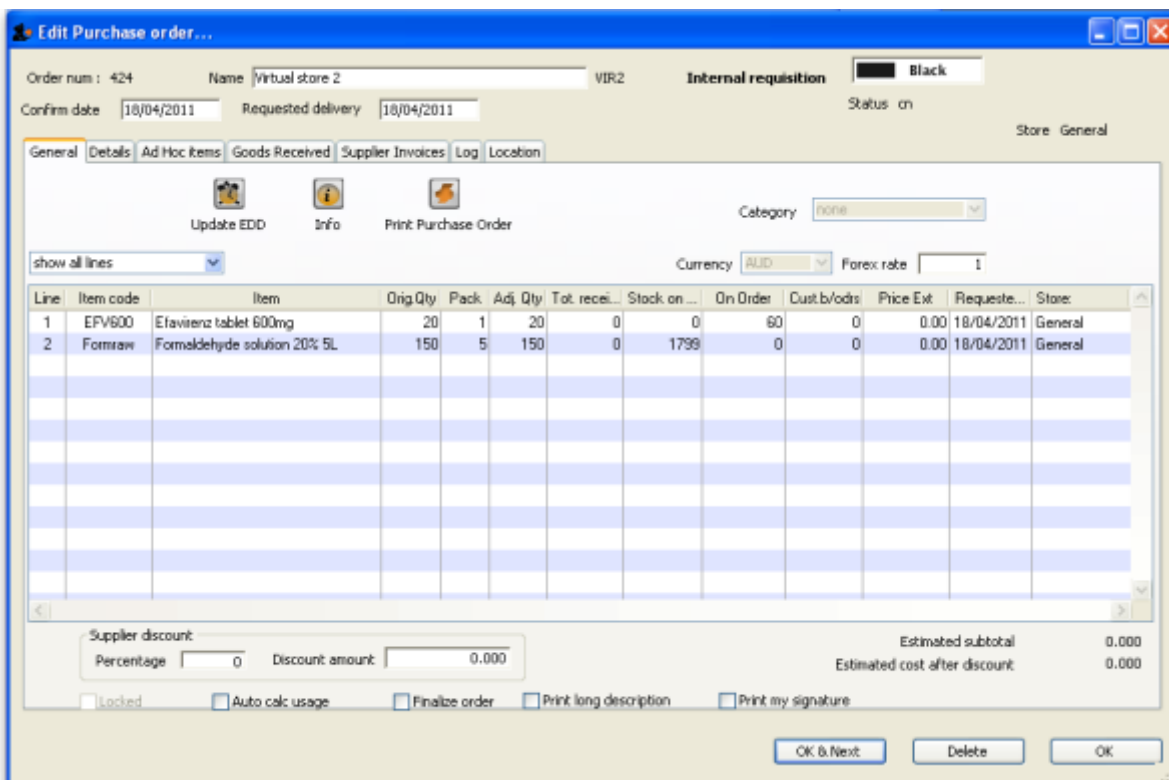 Edit Purchase order...
Order num : 424 Name Virtual store 2 VIR2 Internal requisition Black
Confirm date 18/04/2011 Requested delivery 18/04/2011 Status cn
Store General
General Details Ad Hoc items Goods Received Supplier Invoices Log Location
Update EDD Info Print Purchase Order Category none
show all lines Currency AUD Forex rate 1
Line Item code Item Orig.Qty Pack Adj. Qty Tot. recei... Stock on ... On Order Cust.b/odrs Price Ext Requeste... Store:
1 EFV600 Efavirenz tablet 600mg 20 1 20 0 0 60 0 0.00 18/04/2011 General
2 Formraw Formaldehyde solution 20% 5L 150 5 150 0 1799 0 0 0.00 18/04/2011 General
Supplier discount Estimated subtotal 0.000
Percentage 0 Discount amount 0.000 Estimated cost after discount 0.000
Locked Auto calc usage Finalize order Print long description Print my signature
OK & Next Delete OK